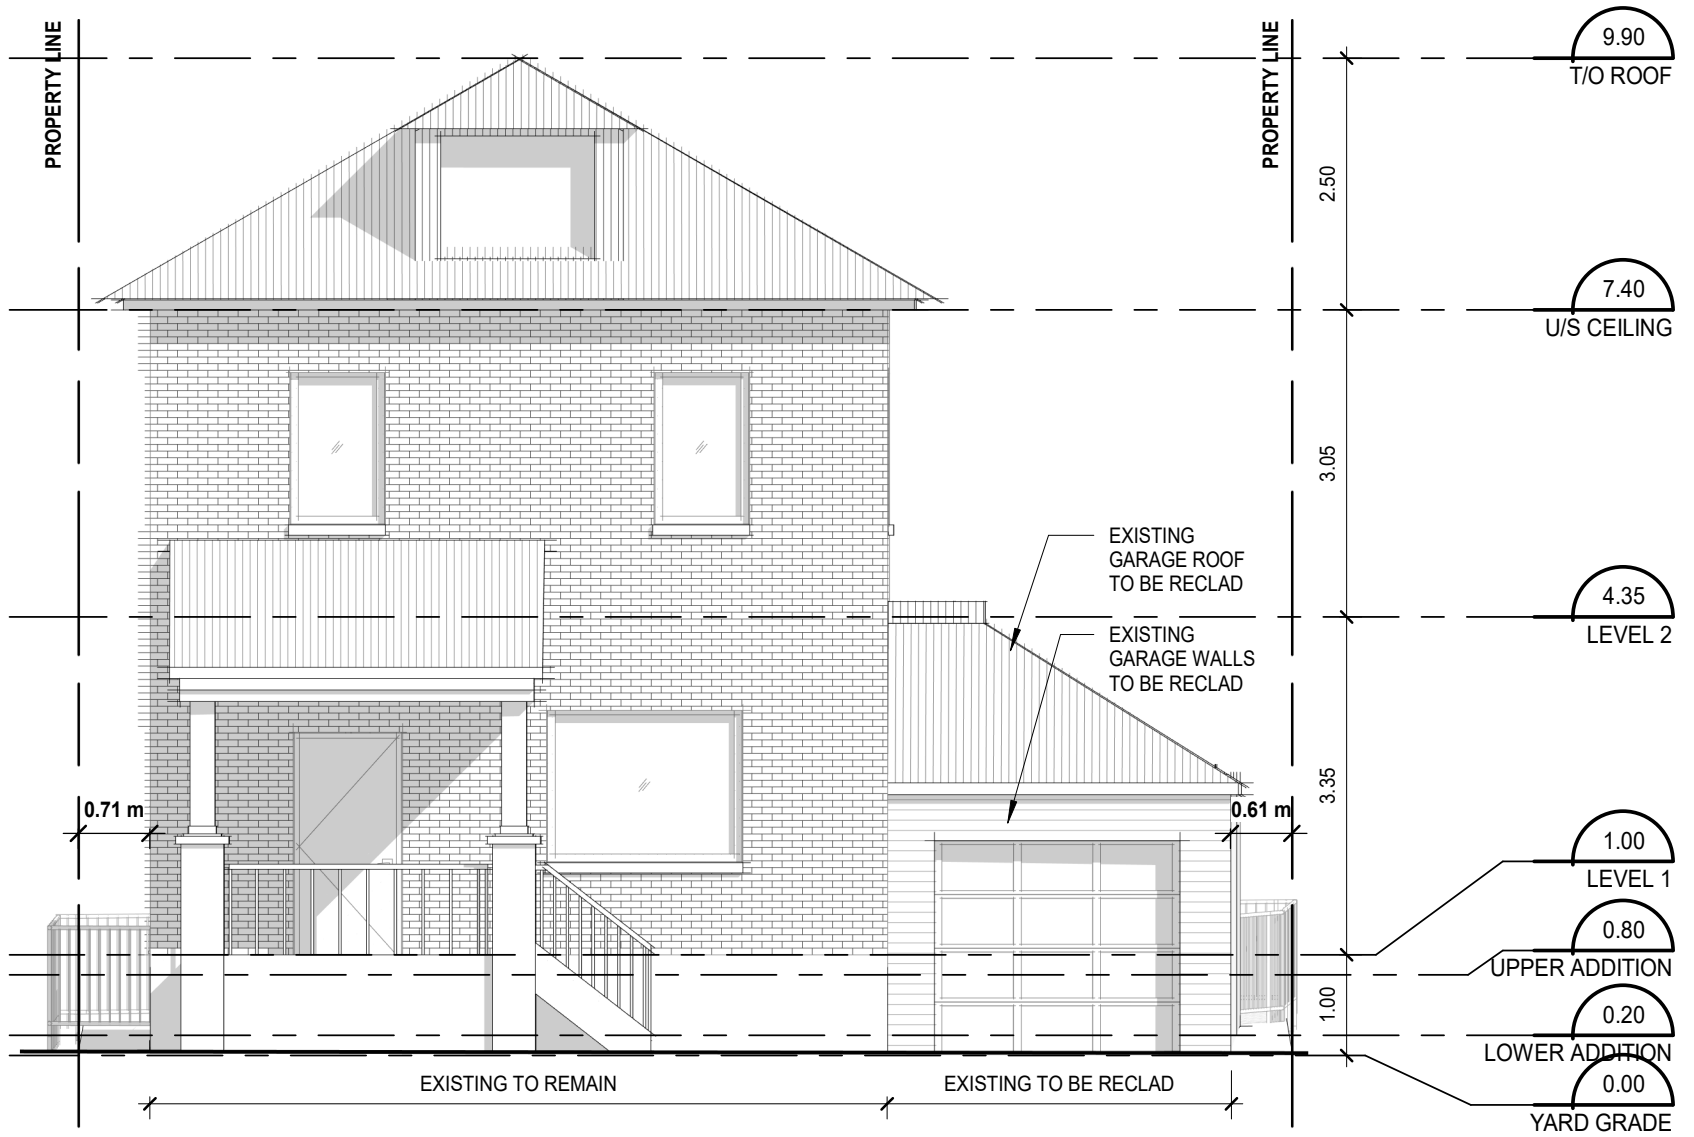 PROPERTY LINE
PROPERTY LINE
9.90
T/O ROOF
2.50
7.40
U/S CEILING
3.05
EXISTING
GARAGE ROOF
TO BE RECLAD
4.35
LEVEL 2
EXISTING
GARAGE WALLS
TO BE RECLAD
3.35
0.71 m
0.61 m
1.00
LEVEL 1
0.80
UPPER ADDITION
1.00
0.20
LOWER ADDITION
EXISTING TO REMAIN
EXISTING TO BE RECLAD
0.00
YARD GRADE